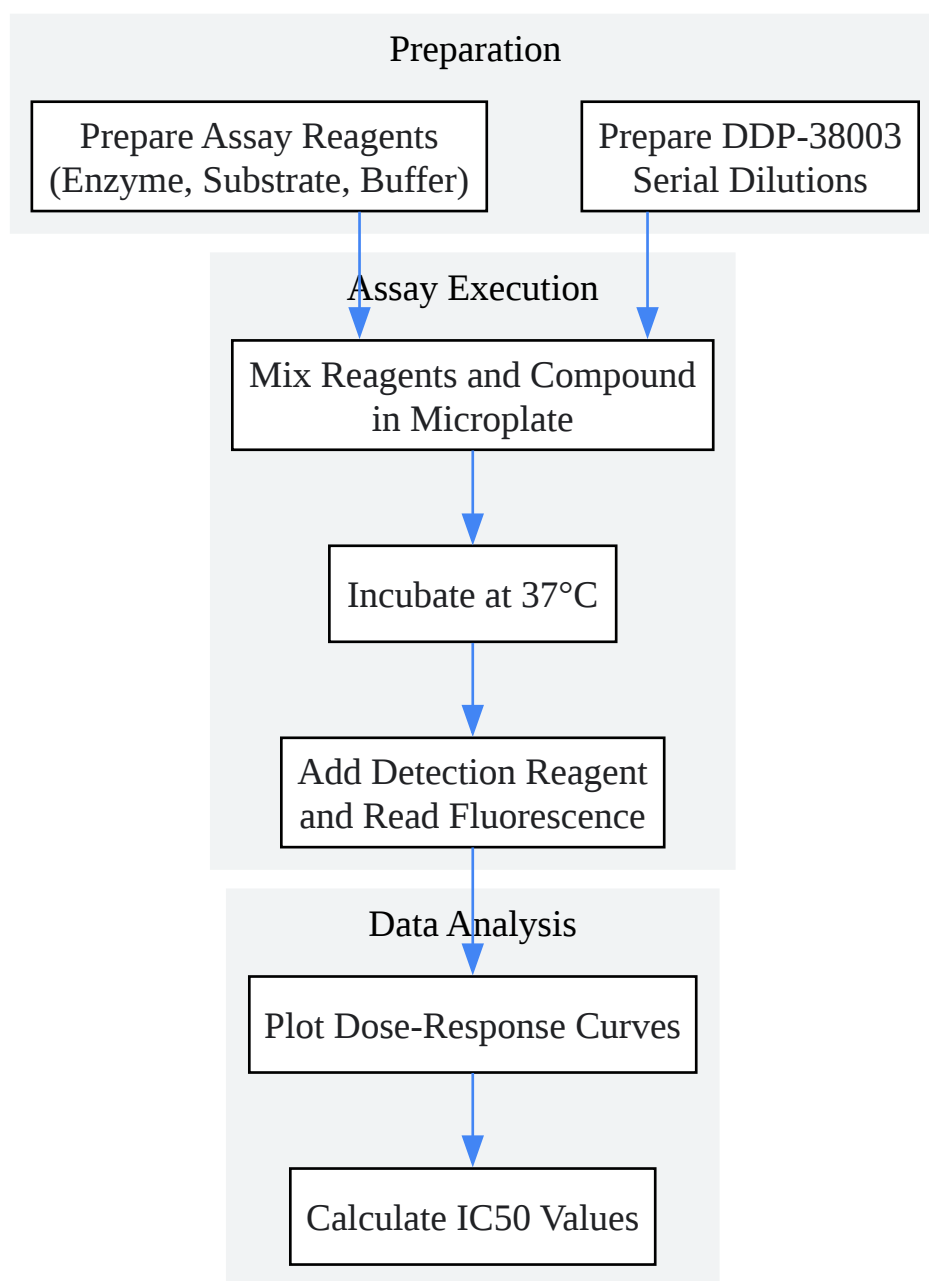 Preparation
Prepare Assay Reagents
(Enzyme, Substrate, Buffer)
Prepare DDP-38003
Serial Dilutions
Assay Execution
Mix Reagents and Compound
in Microplate
Incubate at 37°C
Add Detection Reagent
and Read Fluorescence
Data Analysis
Plot Dose-Response Curves
Calculate IC50 Values